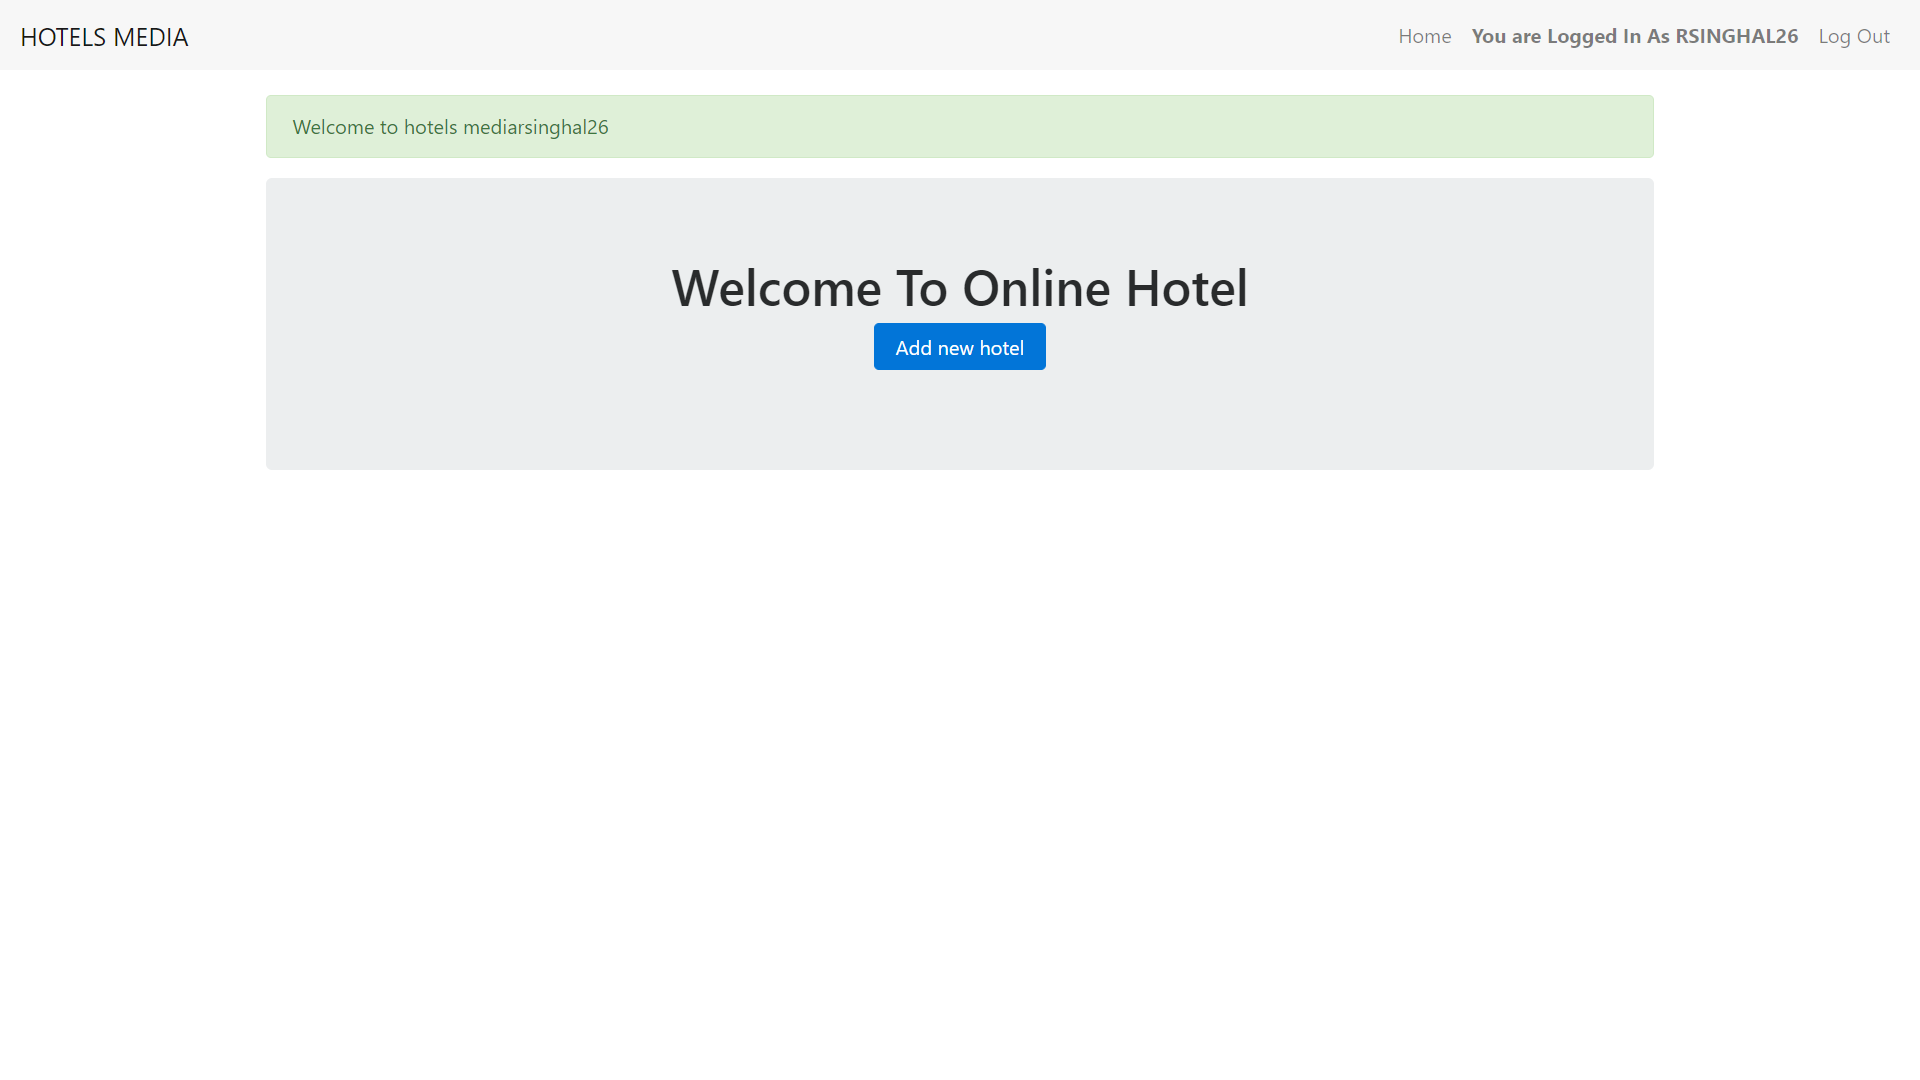 HOTELS MEDIA
Home You are Logged In As RSINGHAL26 Log Out
Welcome to hotels mediarsinghal26
Welcome To Online Hotel
Add new hotel